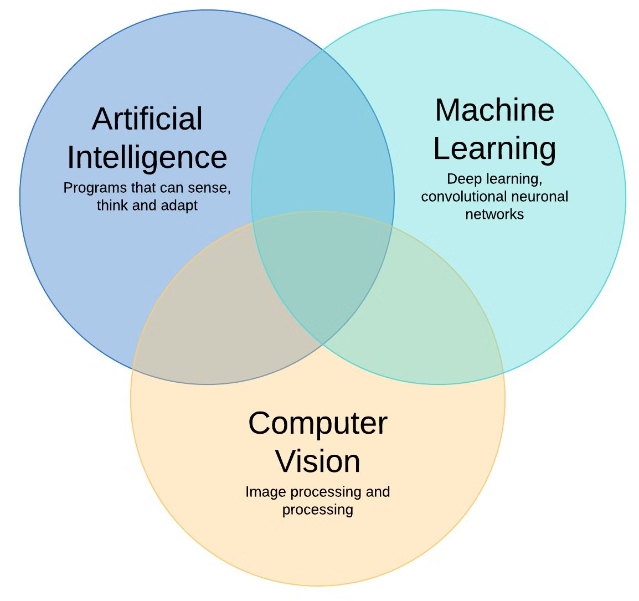 Artificial
Intelligence
Programs that can sense,
think and adapt
Machine
Learning
Deep learning,
convolutional neuronal
networks
Computer
Vision
Image processing and
processing